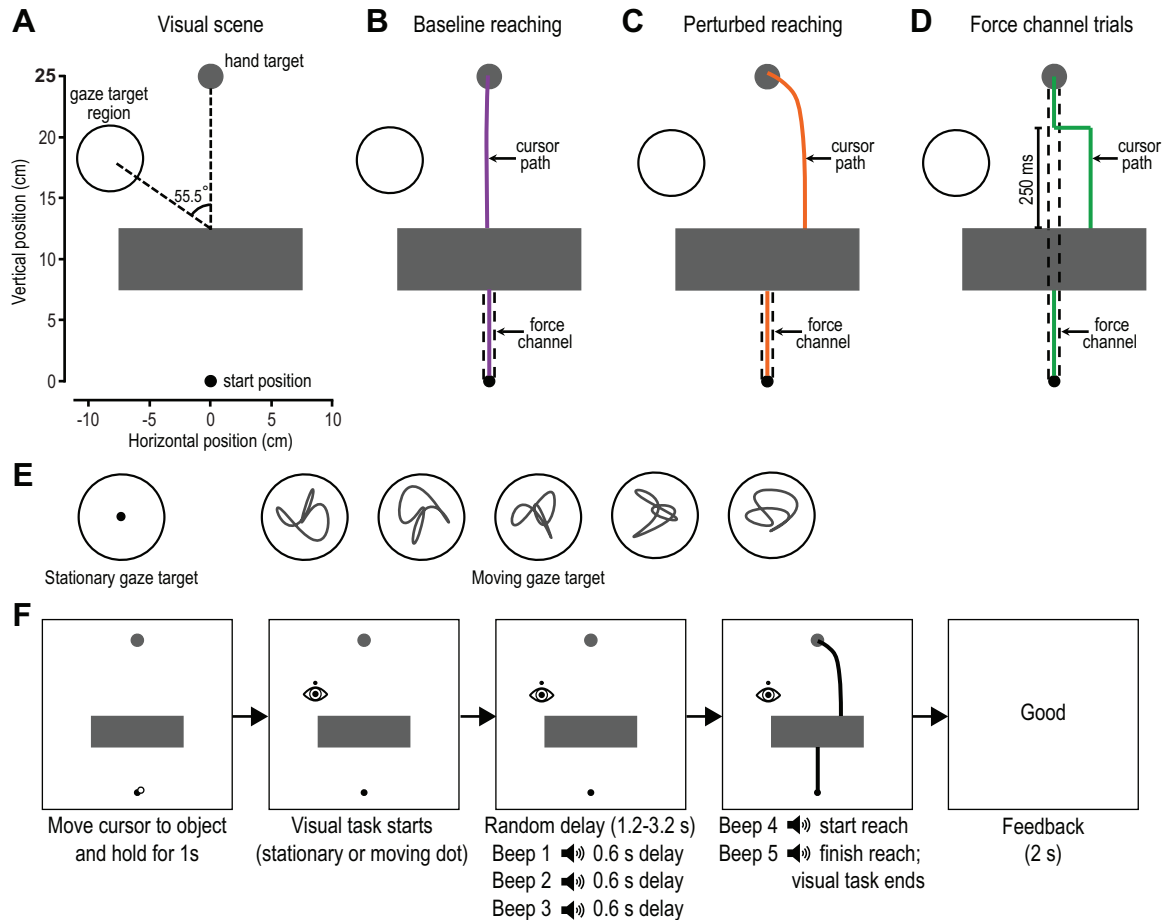 A
Visual scene
B
Baseline reaching
C
Perturbed reaching
D
Force channel trials
hand target
gaze target
region
55.5°
25
20
15
10
5
0
Vertical position (cm)
start position
-10
-5
0
5
10
Horizontal position (cm)
cursor
path
force
channel
cursor
path
force
channel
250 ms
cursor
path
force
channel
E
Stationary gaze target
Moving gaze target
F
Move cursor to object
and hold for 1s
Visual task starts
(stationary or moving dot)
Random delay (1.2-3.2 s)
Beep 1 0.6 s delay
Beep 2 0.6 s delay
Beep 3 0.6 s delay
Beep 4 start reach
Beep 5 finish reach;
visual task ends
Good
Feedback
(2 s)